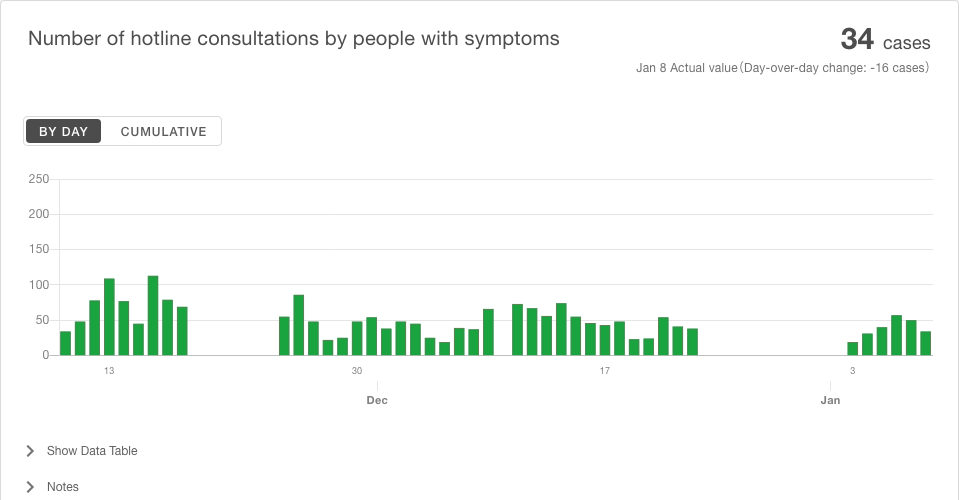 Number of hotline consultations by people with symptoms
34 cases
Jan 8 Actual value（Day-over-day change: -16 cases）
BY DAY
CUMULATIVE
250
200
150
100
50
0
13
30
17
3
Dec
Jan
Show Data Table
Notes